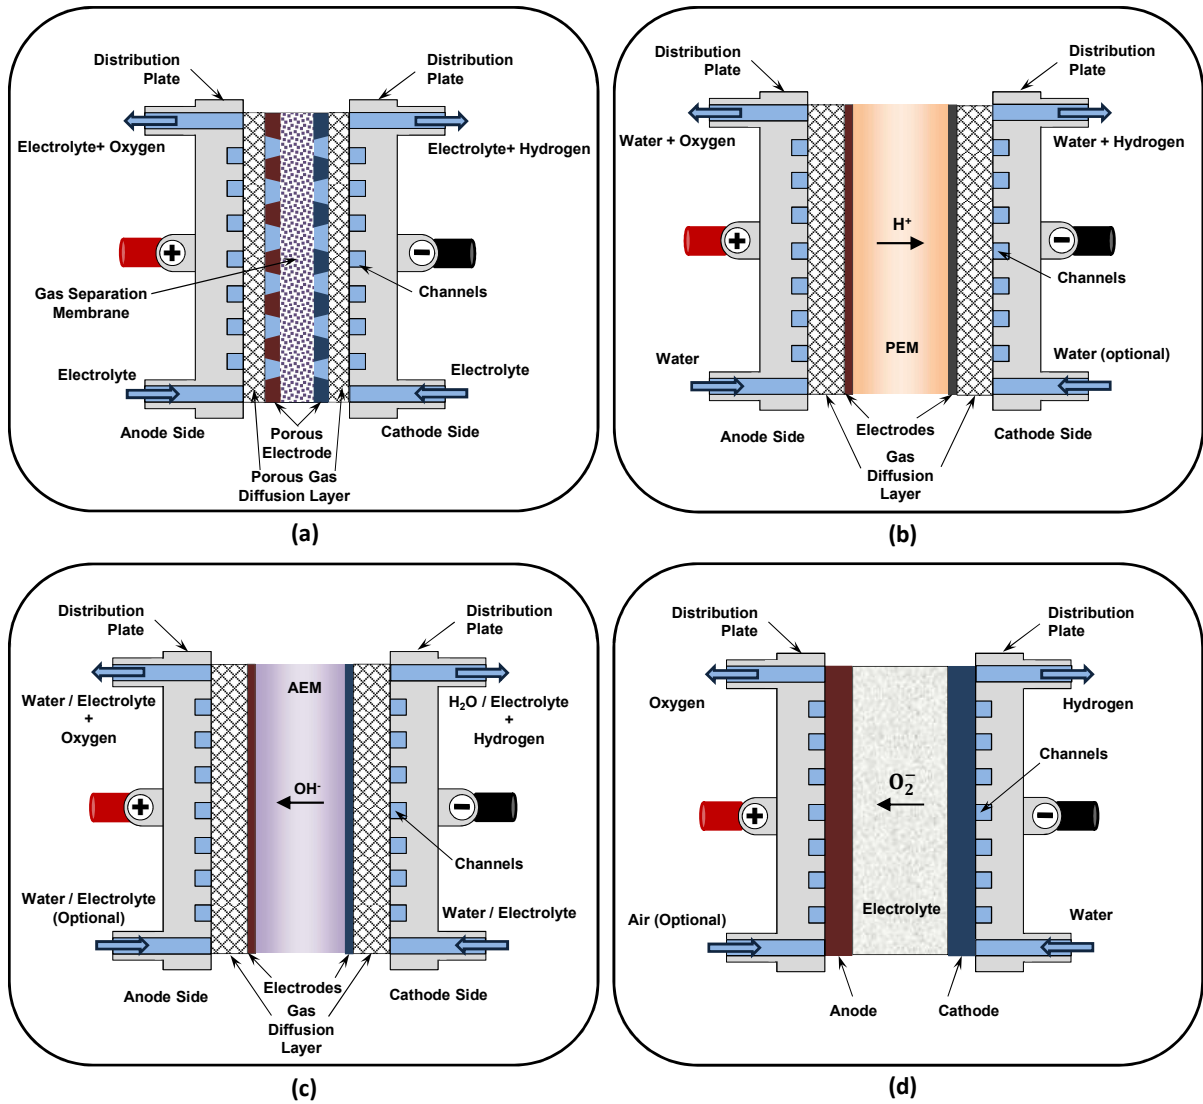 Distribution
Plate
Distribution
Plate
Electrolyte+ Oxygen
Electrolyte+ Hydrogen
+
−
Gas Separation
Membrane
Channels
Electrolyte
Electrolyte
Anode Side
Porous
Electrode
Cathode Side
Porous Gas
Diffusion Layer
(a)
Distribution
Plate
Distribution
Plate
Water + Oxygen
Water + Hydrogen
H⁺
+
−
Channels
PEM
Water
Water (optional)
Anode Side
Electrodes
Cathode Side
Gas
Diffusion
Layer
(b)
Distribution
Plate
Distribution
Plate
AEM
Water / Electrolyte
+
Oxygen
H₂O / Electrolyte
+
Hydrogen
OH⁻
+
−
Channels
Water / Electrolyte
(Optional)
Water / Electrolyte
Anode Side
Electrodes
Cathode Side
Gas
Diffusion
Layer
(c)
Distribution
Plate
Distribution
Plate
Oxygen
Hydrogen
Channels
O₂⁻
+
−
Electrolyte
Air (Optional)
Water
Anode
Cathode
(d)